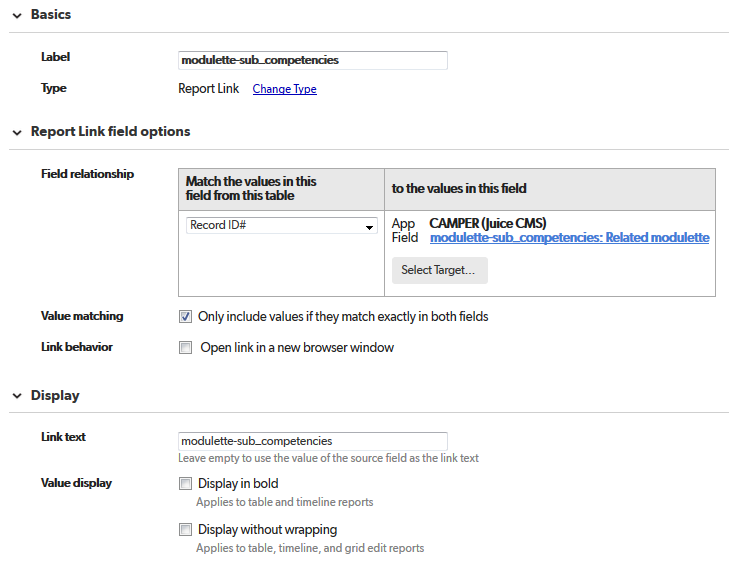 Basics
Label
modulette-sub_competencies
Type
Report Link Change Type
Report Link field options
Field relationship
Match the values in this
field from this table
to the values in this field
Record ID#
App CAMPER (Juice CMS)
Field modulette-sub_competencies: Related modulette
Select Target...
Value matching
Only include values if they match exactly in both fields
Link behavior
Open link in a new browser window
Display
Link text
modulette-sub_competencies
Leave empty to use the value of the source field as the link text
Value display
Display in bold
Applies to table and timeline reports
Display without wrapping
Applies to table, timeline, and grid edit reports